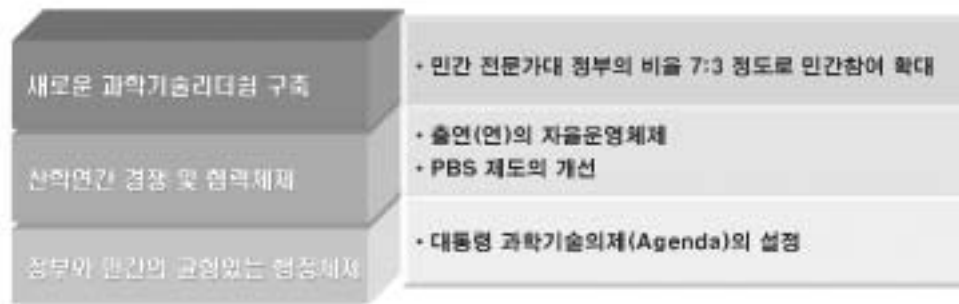 새로운 과학기술리더쉽 구축
• 민간 전문가대 정부의 비율 7:3 정도로 민간참여 확대
산학연간 경쟁 및 협력체제
• 출연(연)의 자율운영체제
• PBS 제도의 개선
정부와 민간의 균형있는 행정체제
• 대통령 과학기술의제(Agenda)의 설정